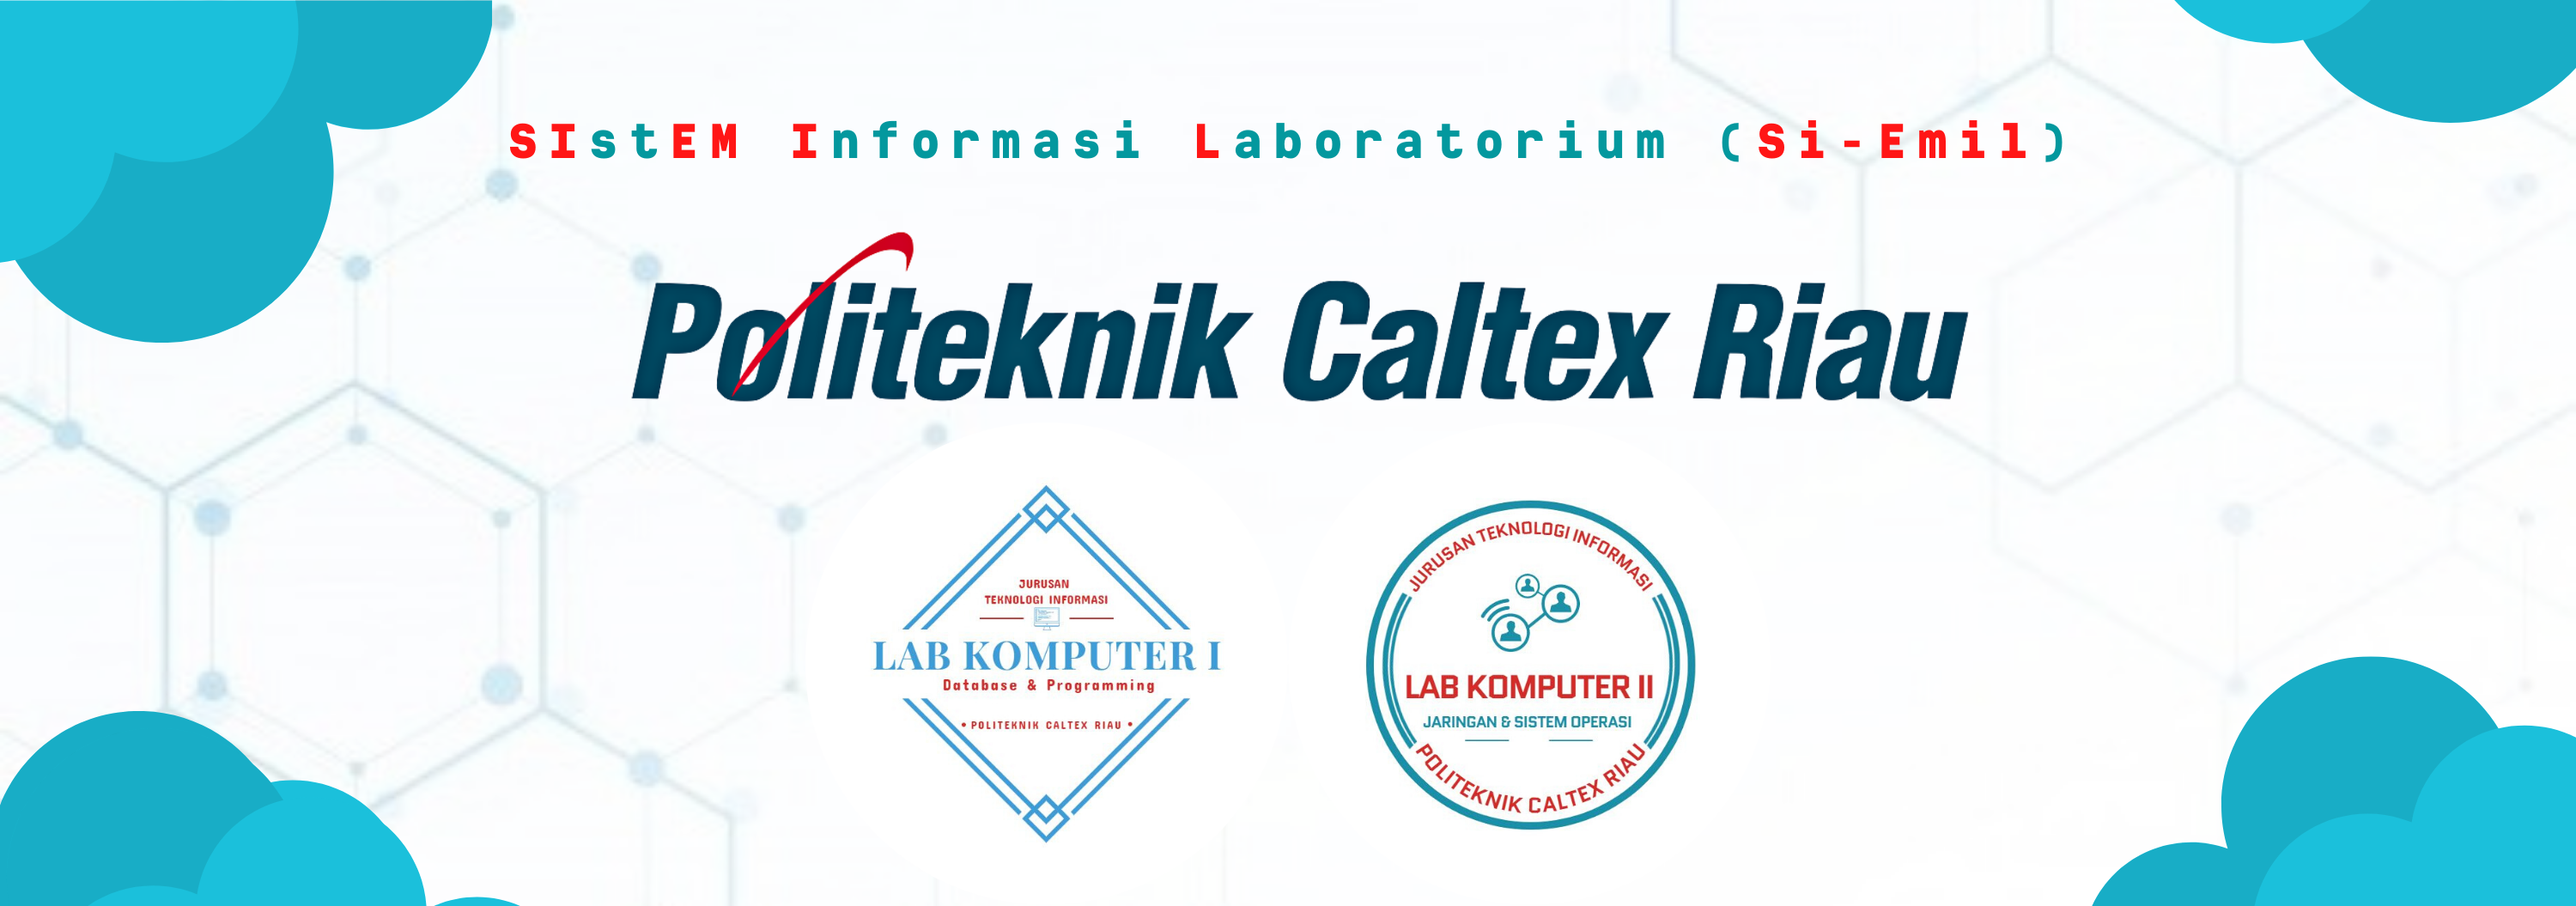 SIstEM Informasi Laboratorium (Si-Emil)
Politeknik Caltex Riau
JURUSAN
TEKNOLOGI INFORMASI
LAB KOMPUTER I
Database & Programming
• POLITEKNIK CALTEX RIAU •
JURUSAN TEKNOLOGI INFORMASI
LAB KOMPUTER II
JARINGAN & SISTEM OPERASI
POLITEKNIK CALTEX RIAU